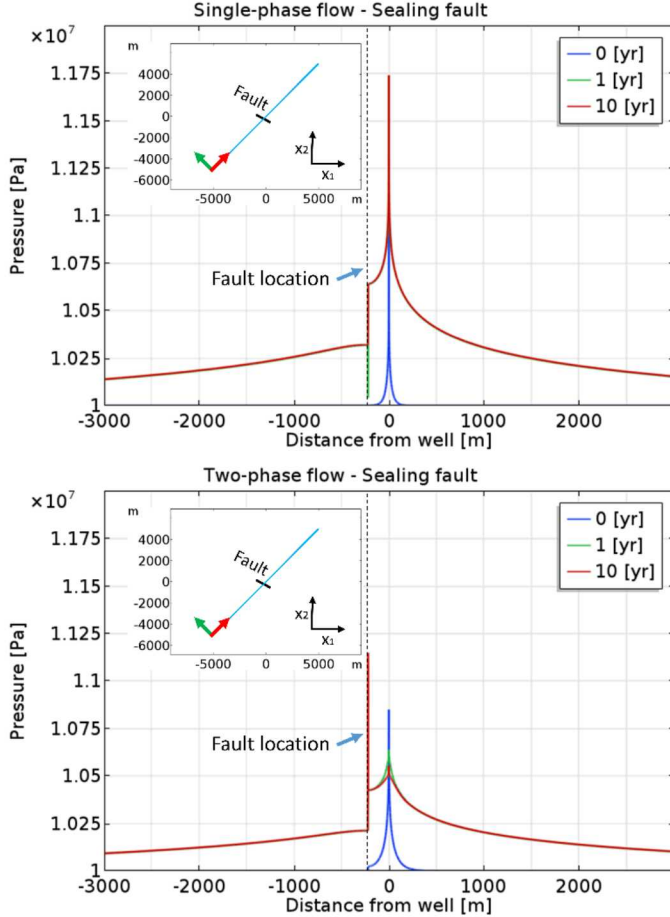 Single-phase flow - Sealing fault
×10⁷
1.175
1.15
1.125
1.1
1.075
1.05
1.025
1
Pressure [Pa]
m
4000
2000
0
-2000
-4000
-6000
Fault
x₂
x₁
-5000 0 5000 m
0 [yr]
1 [yr]
10 [yr]
Fault location
-3000 -2000 -1000 0 1000 2000
Distance from well [m]
Two-phase flow - Sealing fault
×10⁷
1.175
1.15
1.125
1.1
1.075
1.05
1.025
1
Pressure [Pa]
m
4000
2000
0
-2000
-4000
-6000
Fault
x₂
x₁
-5000 0 5000 m
0 [yr]
1 [yr]
10 [yr]
Fault location
-3000 -2000 -1000 0 1000 2000
Distance from well [m]